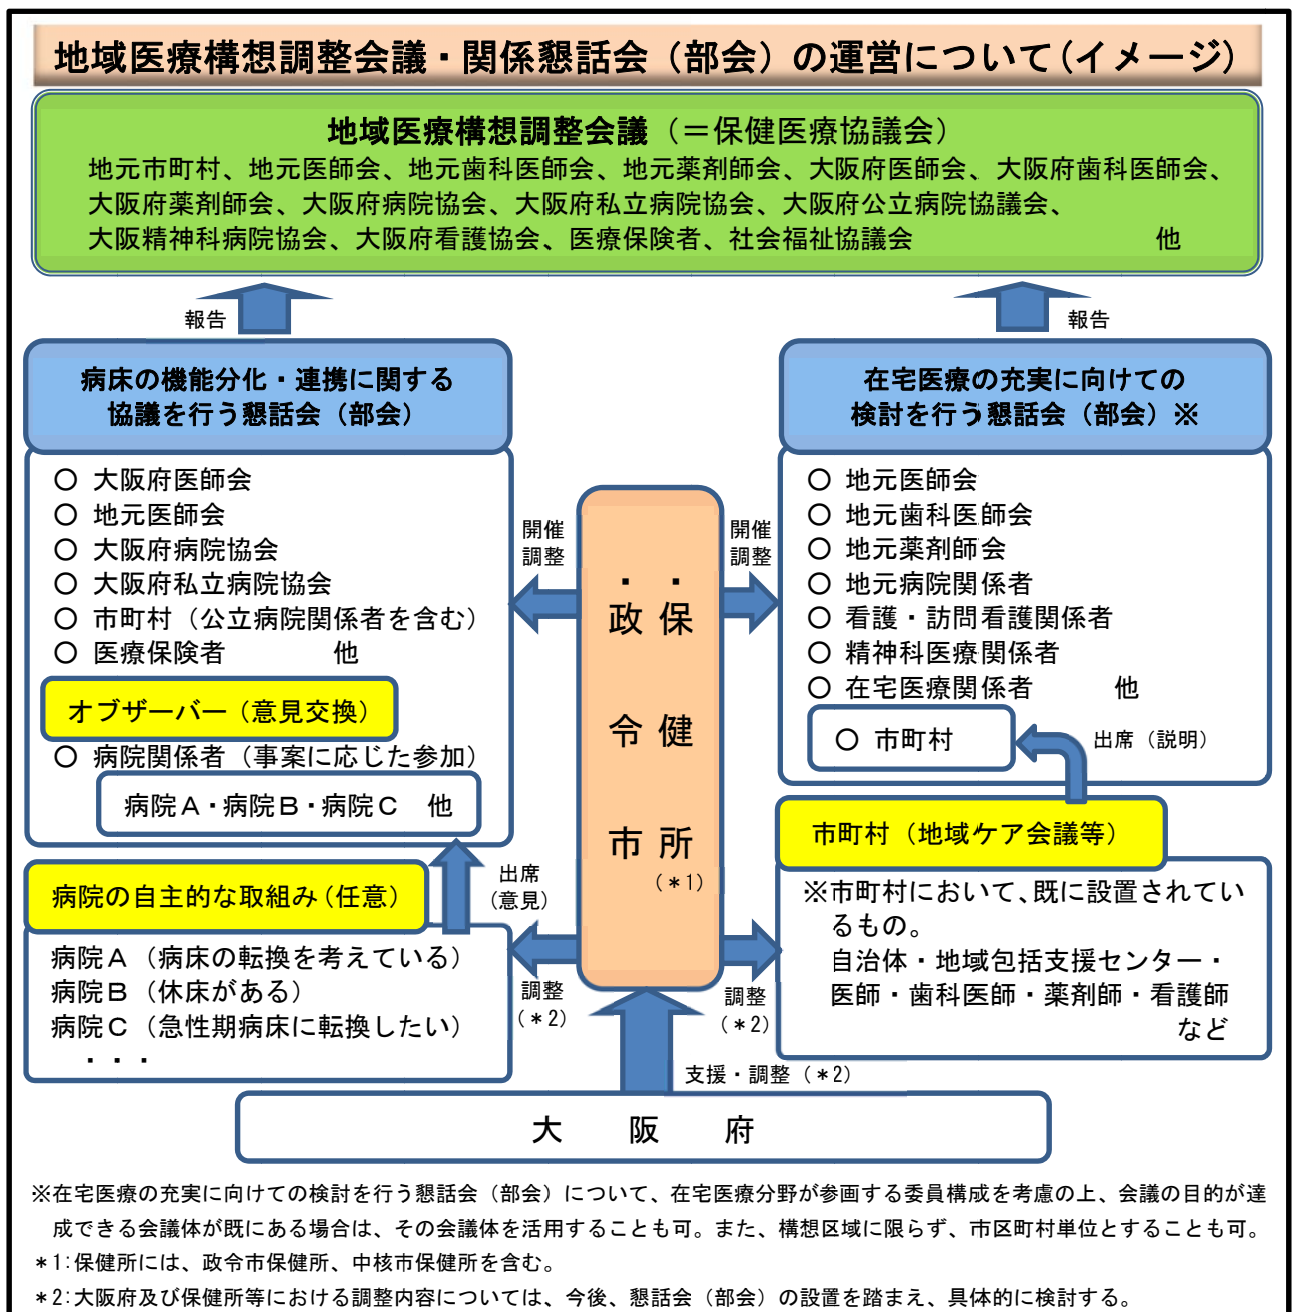 地域医療構想調整会議・関係懇話会（部会）の運営について(イメージ)
地域医療構想調整会議（＝保健医療協議会）
地元市町村、地元医師会、地元歯科医師会、地元薬剤師会、大阪府医師会、大阪府歯科医師会、
大阪府薬剤師会、大阪府病院協会、大阪府私立病院協会、大阪府公立病院協議会、
大阪精神科病院協会、大阪府看護協会、医療保険者、社会福祉協議会　他
報告
報告
病床の機能分化・連携に関する
協議を行う懇話会（部会）
〇 大阪府医師会
〇 地元医師会
〇 大阪府病院協会
〇 大阪府私立病院協会
〇 市町村（公立病院関係者を含む）
〇 医療保険者　他
オブザーバー（意見交換）
〇 病院関係者（事案に応じた参加）
病院Ａ・病院Ｂ・病院Ｃ　他
出席
（意見）
病院の自主的な取組み（任意）
病院Ａ（病床の転換を考えている）
病院Ｂ（休床がある）
病院Ｃ（急性期病床に転換したい）
・・・
開催
調整
開催
調整
保健所
・政令市
・
（＊1）
調整
（＊2）
調整
（＊2）
在宅医療の充実に向けての
検討を行う懇話会（部会）※
〇 地元医師会
〇 地元歯科医師会
〇 地元薬剤師会
〇 地元病院関係者
〇 看護・訪問看護関係者
〇 精神科医療関係者
〇 在宅医療関係者　他
〇 市町村
出席（説明）
市町村（地域ケア会議等）
※市町村において、既に設置されてい
るもの。
自治体・地域包括支援センター・
医師・歯科医師・薬剤師・看護師
など
支援・調整（＊2）
大　阪　府
※在宅医療の充実に向けての検討を行う懇話会（部会）について、在宅医療分野が参画する委員構成を考慮の上、会議の目的が達
成できる会議体が既にある場合は、その会議体を活用することも可。また、構想区域に限らず、市区町村単位とすることも可。
＊1:保健所には、政令市保健所、中核市保健所を含む。
＊2:大阪府及び保健所等における調整内容については、今後、懇話会（部会）の設置を踏まえ、具体的に検討する。